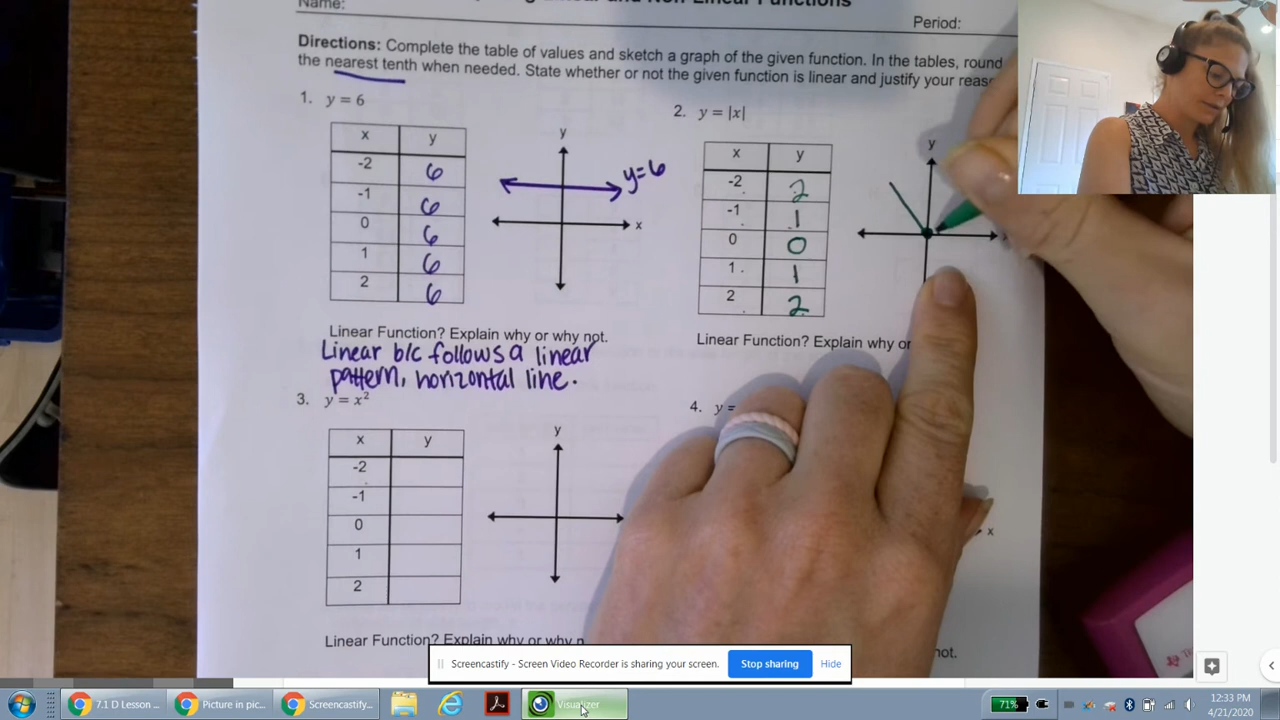 and Non-Linear Functions
Name:
Period:
Directions: Complete the table of values and sketch a graph of the given function. In the tables, round
the nearest tenth when needed. State whether or not the given function is linear and justify your reas
1. y = 6
x y
-2 6
-1 6
0 6
1 6
2 6
y
x
y=6
Linear Function? Explain why or why not.
Linear b/c follows a linear
pattern, horizontal line.
2. y = |x|
x y
-2 2
-1 1
0 0
1 1
2 2
y
Linear Function? Explain why or
3. y = x²
x y
-2
-1
0
1
2
y
Linear Function? Explain why or why n
4. y =
x
not.
Screencastify - Screen Video Recorder is sharing your screen.
Stop sharing
Hide
7.1 D Lesson ...
Picture in pic...
Screencastify...
Visualizer
71%
12:33 PM
4/21/2020